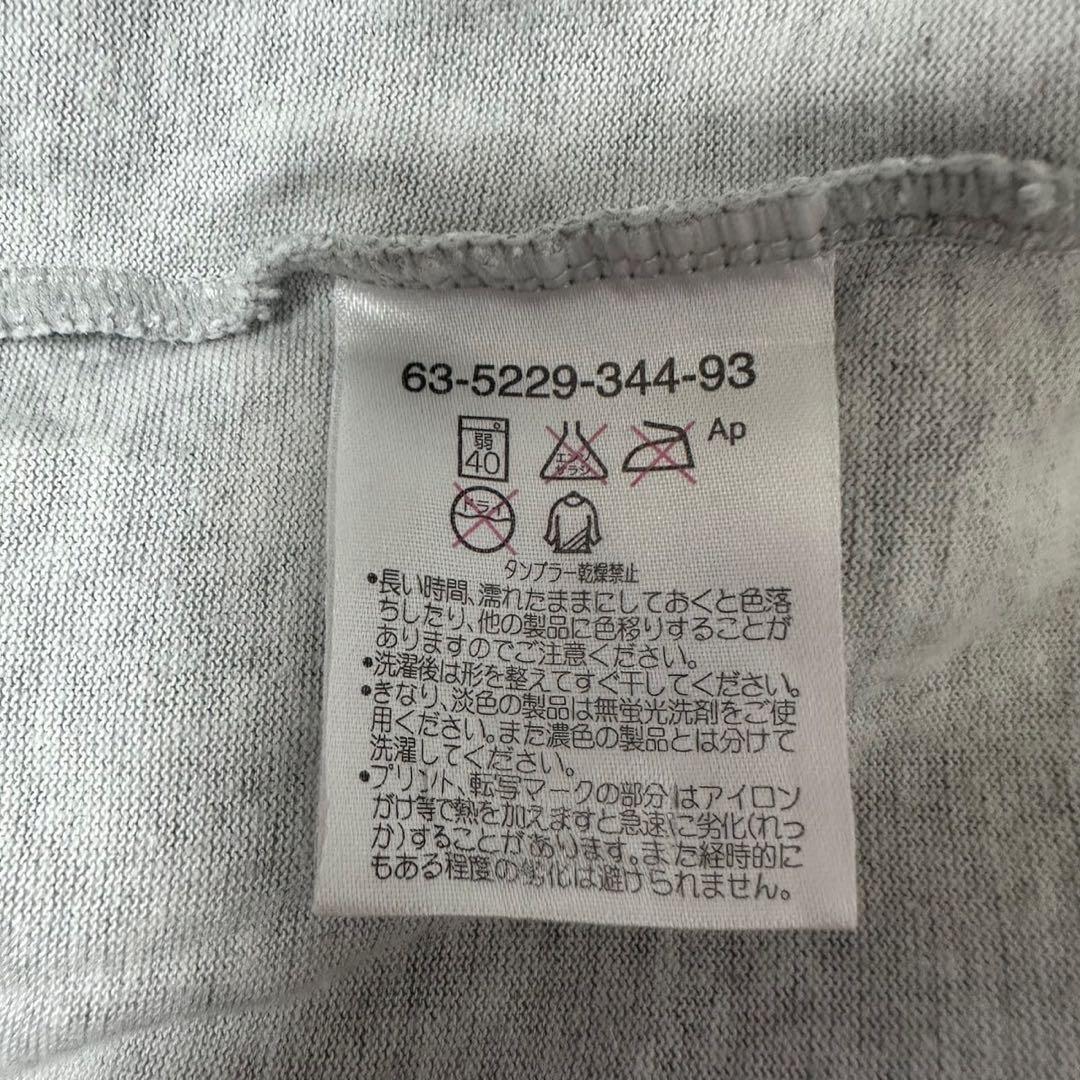 63-5229-344-93
弱
40
エンソ
サラシ
Ap
ドライ
タンブラー乾燥禁止
•長い時間、濡れたままにしておくと色落
ちしたり、他の製品に色移りすることが
ありますのでご注意ください。
•洗濯後は形を整えてすぐ干してください。
•きなり、淡色の製品は無蛍光洗剤をご使
用ください。また濃色の製品とは分けて
洗濯してください。
•プリント、転写マークの部分はアイロン
がけ等で熱を加えますと急速に劣化(れっ
か)することがあります。また経時的に
もある程度の劣化は避けられません。